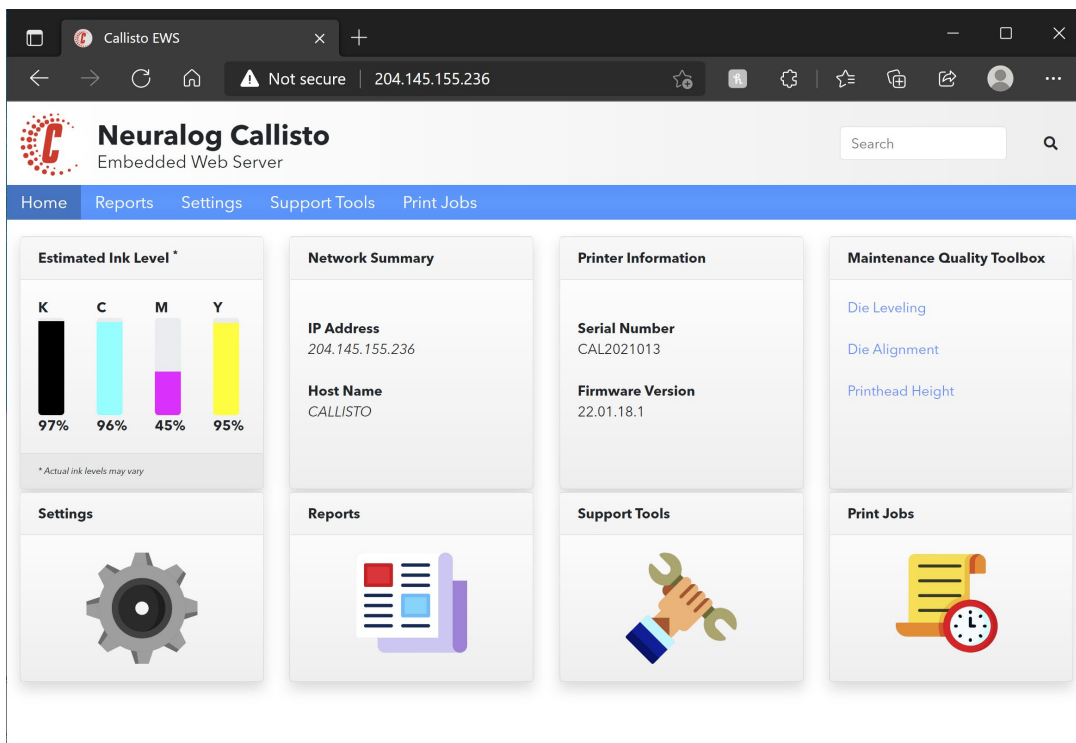 Callisto EWS
Not secure 204.145.155.236
Neuralog Callisto
Embedded Web Server
Search
Home Reports Settings Support Tools Print Jobs
Estimated Ink Level *
K C M Y
97% 96% 45% 95%
* Actual ink levels may vary
Network Summary
IP Address
204.145.155.236
Host Name
CALLISTO
Printer Information
Serial Number
CAL2021013
Firmware Version
22.01.18.1
Maintenance Quality Toolbox
Die Leveling
Die Alignment
Printhead Height
Settings
Reports
Support Tools
Print Jobs